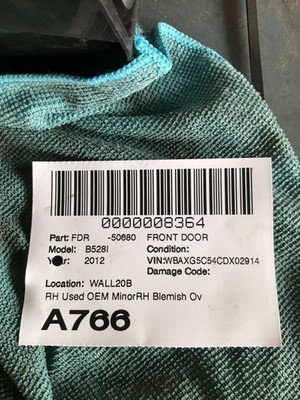 0000008364
Part: FDR -50680 FRONT DOOR
Model: B528I Condition:
Year: 2012 VIN:WBAXG5C54CDX02914
Damage Code:
Location: WALL20B
RH Used OEM MinorRH Blemish Ov
A766